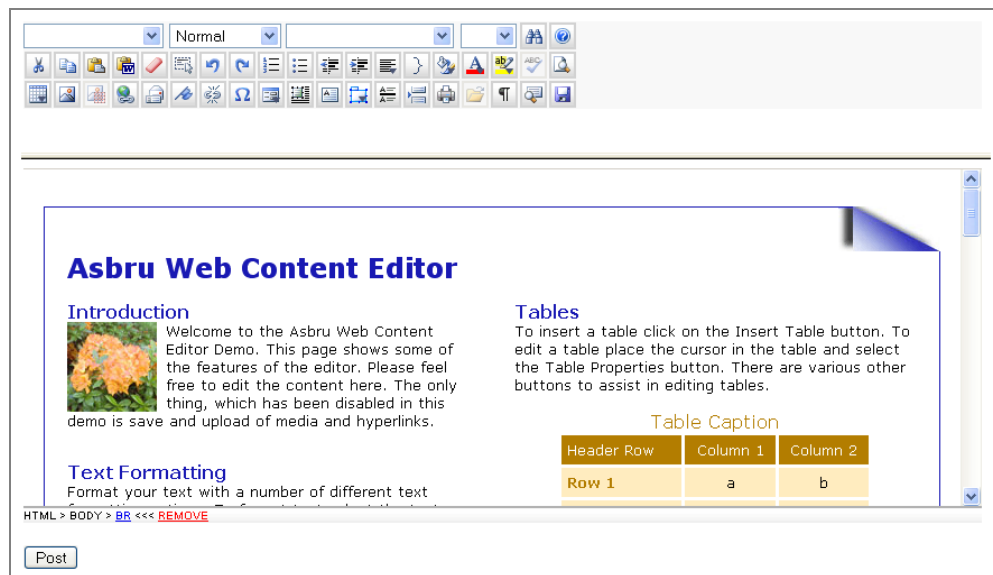 Normal
Asbru Web Content Editor
Introduction
Welcome to the Asbru Web Content
Editor Demo. This page shows some of
the features of the editor. Please feel
free to edit the content here. The only
thing, which has been disabled in this
demo is save and upload of media and hyperlinks.
Text Formatting
Format your text with a number of different text
Tables
To insert a table click on the Insert Table button. To
edit a table place the cursor in the table and select
the Table Properties button. There are various other
buttons to assist in editing tables.
Table Caption
Header Row Column 1 Column 2
Row 1 a b
HTML > BODY > BR <<< REMOVE
Post